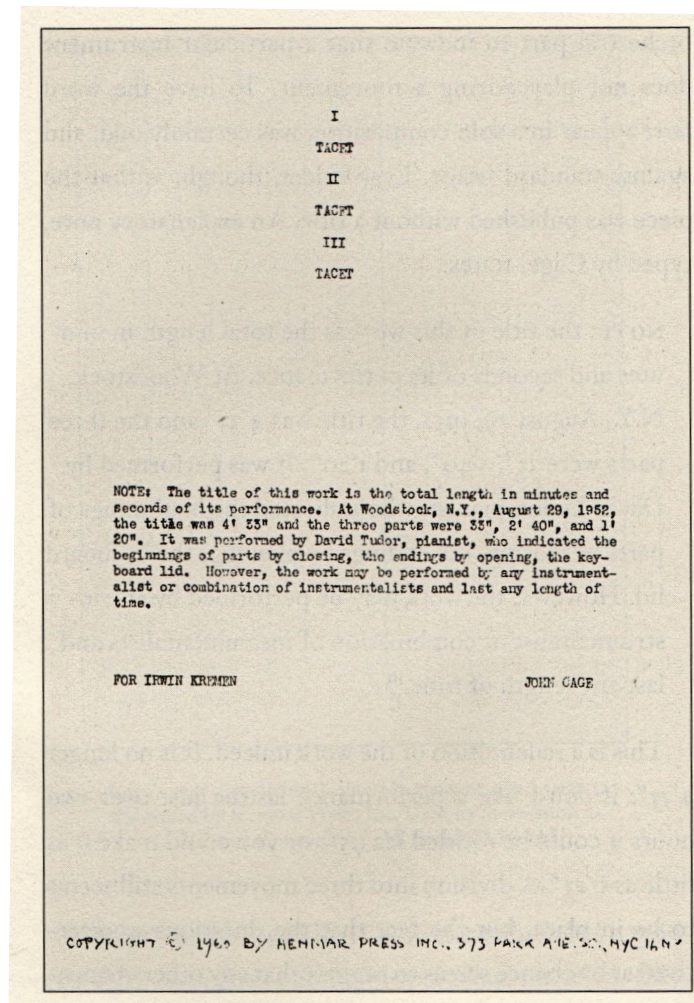 I
TACET
II
TACET
III
TACET
NOTE: The title of this work is the total length in minutes and
seconds of its performance. At Woodstock, N.Y., August 29, 1952,
the title was 4' 33" and the three parts were 33", 2' 40", and 1'
20". It was performed by David Tudor, pianist, who indicated the
beginnings of parts by closing, the endings by opening, the key-
board lid. However, the work may be performed by any instrument-
alist or combination of instrumentalists and last any length of
time.
FOR IRWIN KREMEN JOHN CAGE
COPYRIGHT © 1960 BY HENMAR PRESS INC., 373 PARK AVE. SO., NYC 16 NY